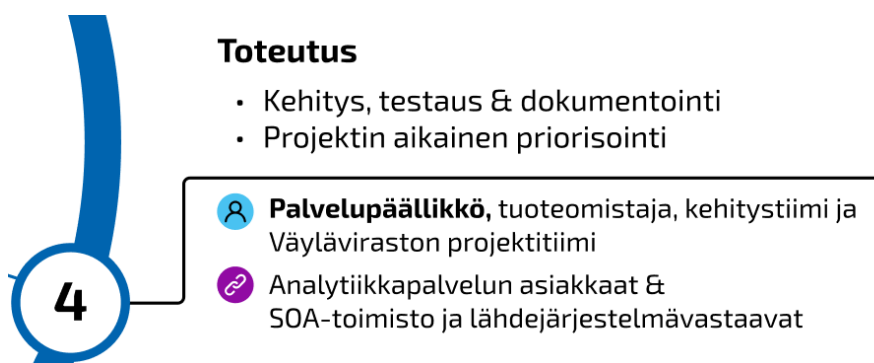 Toteutus
• Kehitys, testaus & dokumentointi
• Projektin aikainen priorisointi
Palvelupäällikkö, tuoteomistaja, kehitystiimi ja
Väyläviraston projektitiimi
4
Analytiikkapalvelun asiakkaat &
SOA-toimisto ja lähdejärjestelmävastaavat